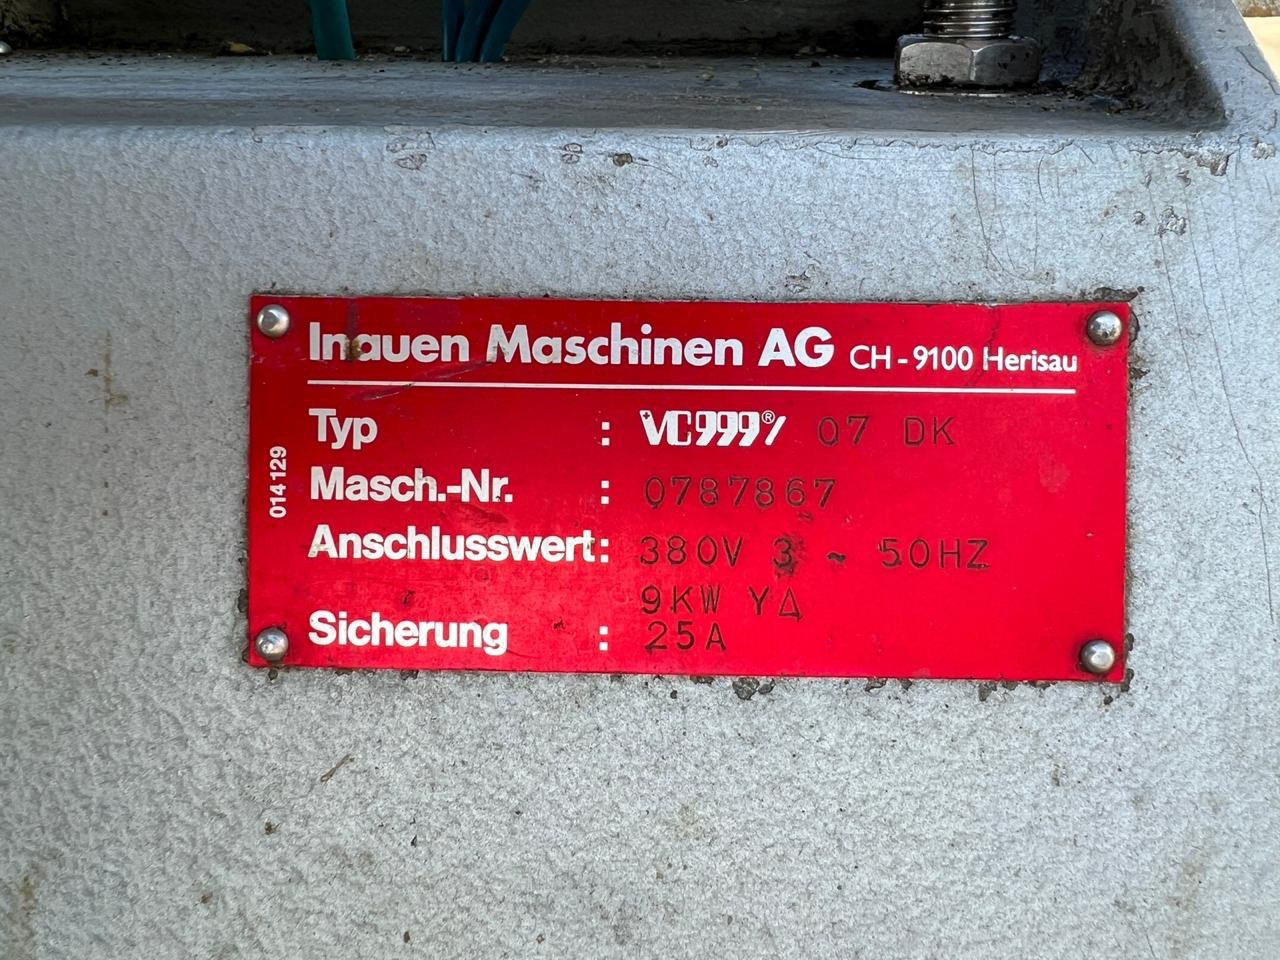 Inauen Maschinen AG CH-9100 Herisau
Typ : VC999®/ 07 DK
Masch.-Nr. : 0787867
Anschlusswert: 380V 3 ~ 50HZ
9KW Y∆
Sicherung : 25A
014129